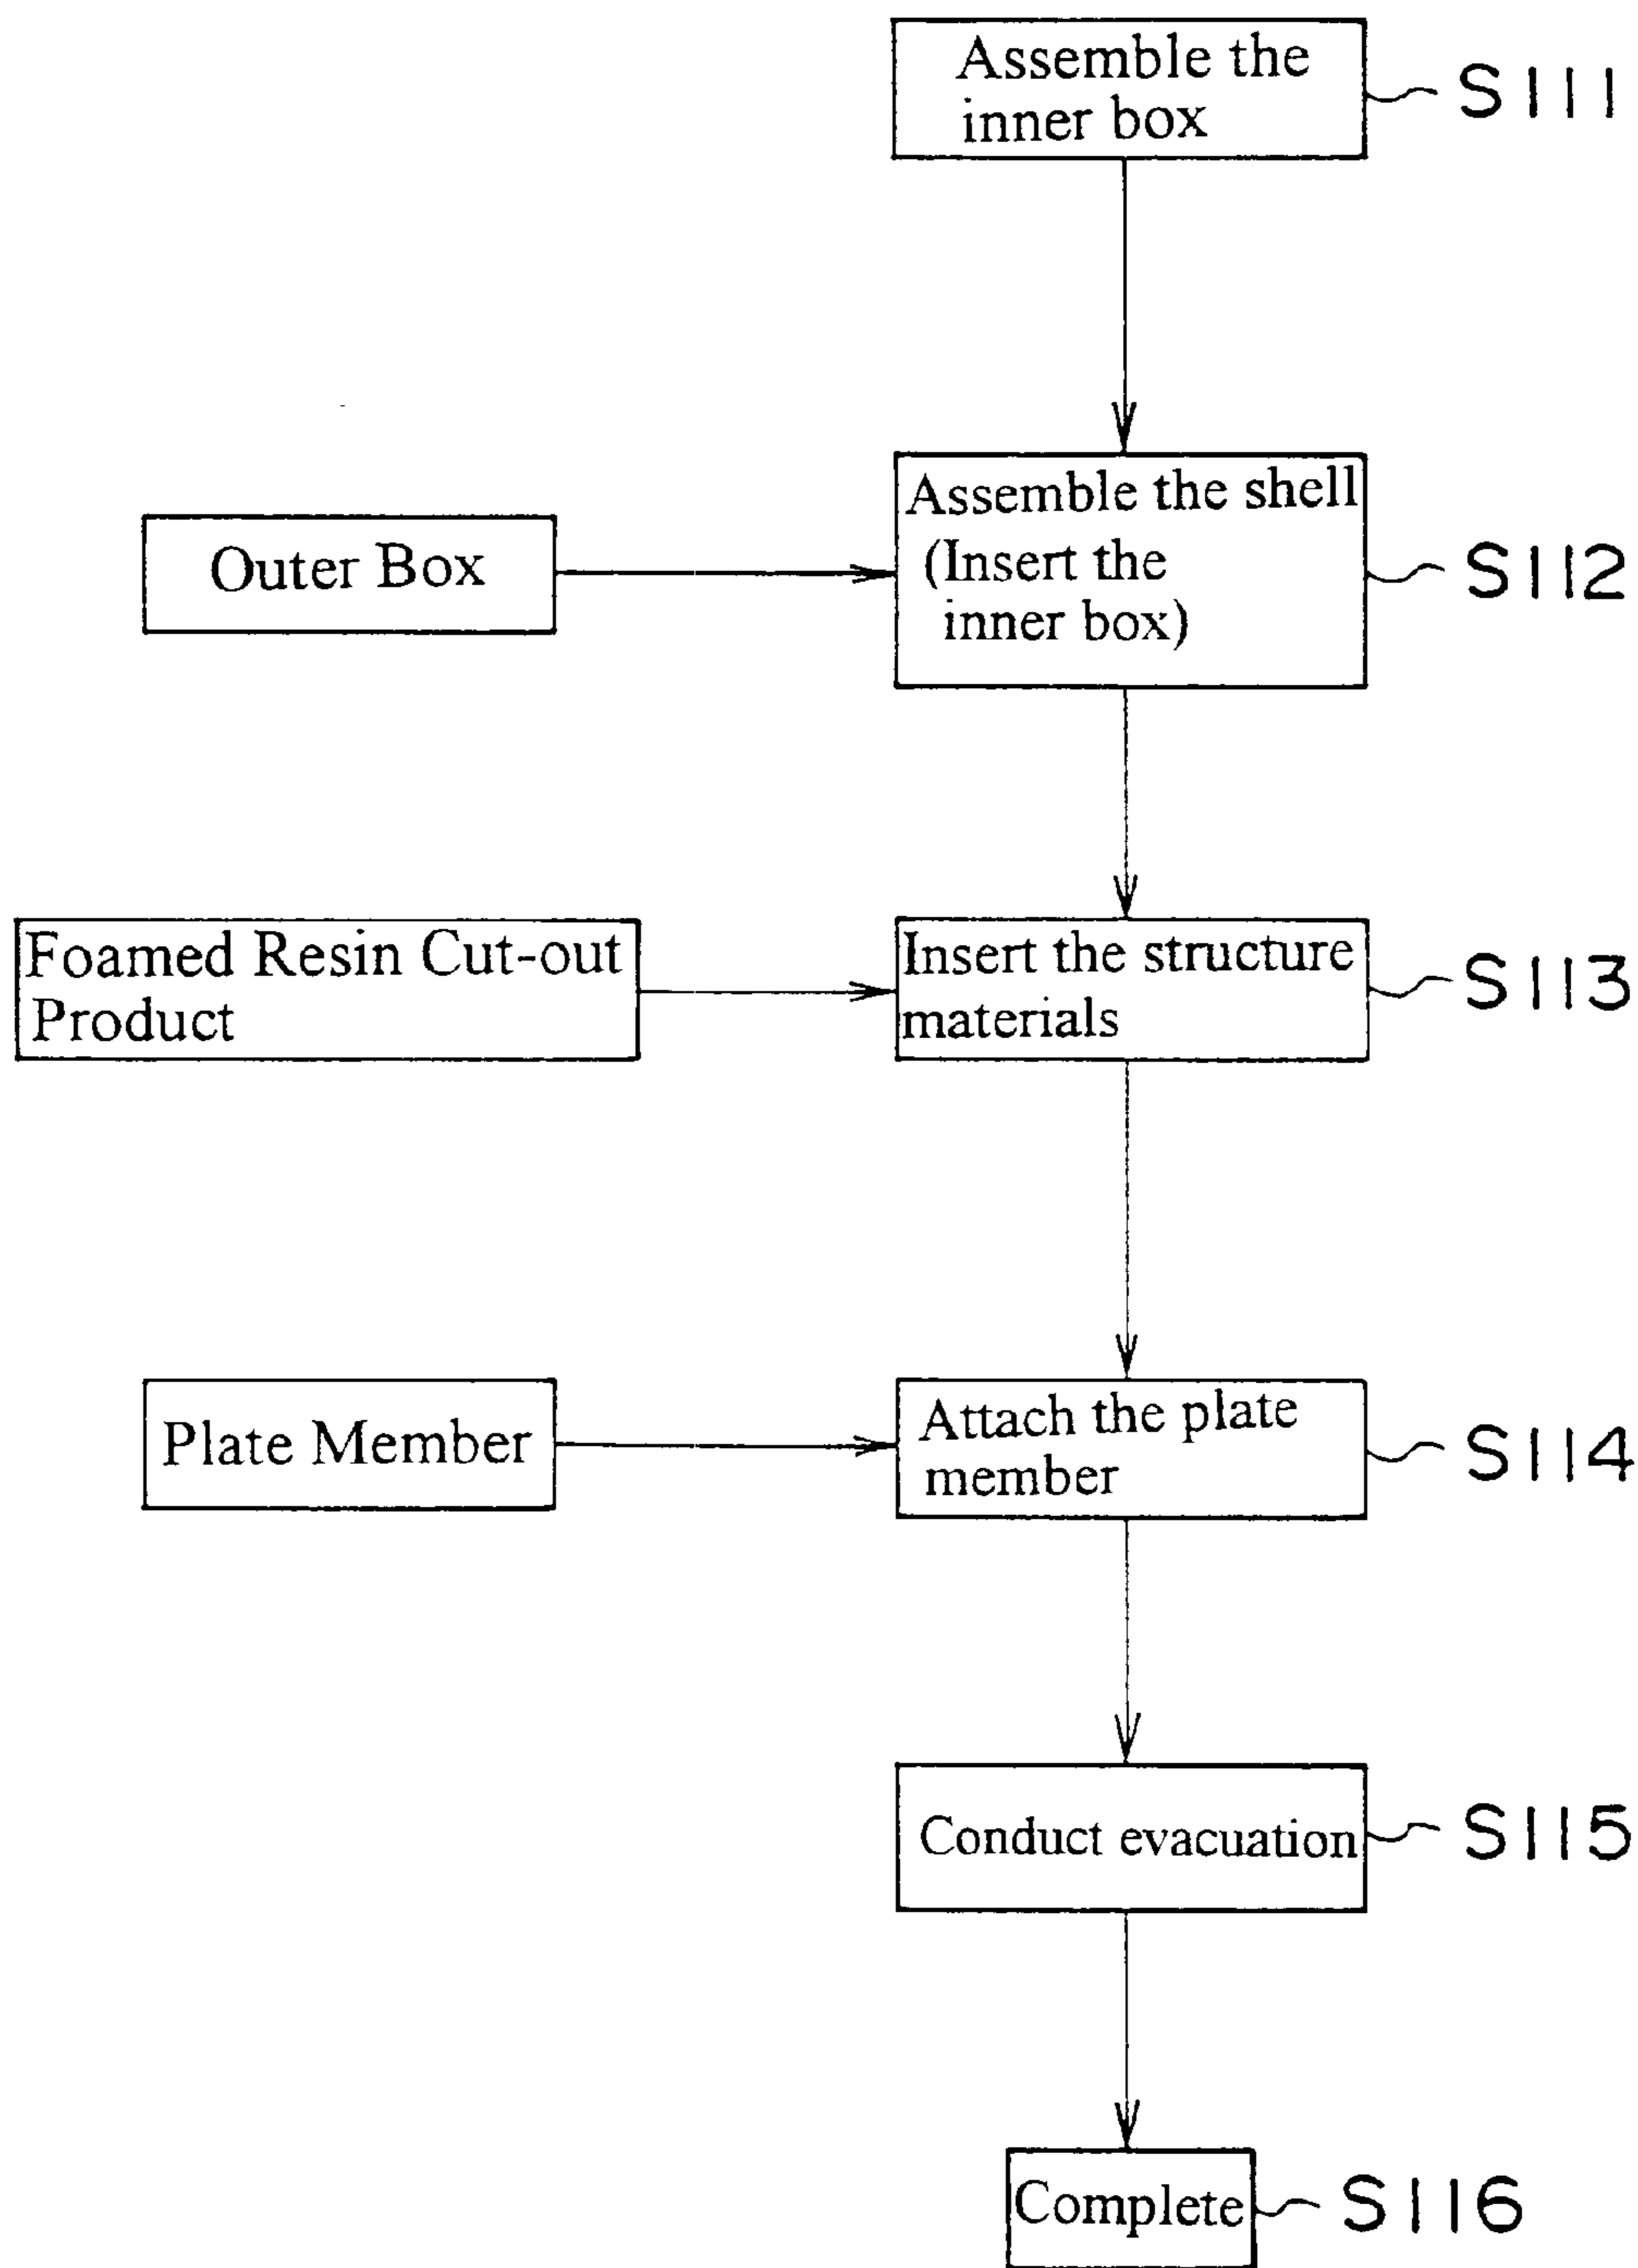 Assemble the
inner box
S111
Outer Box
Assemble the shell
(Insert the
inner box)
S112
Foamed Resin Cut-out
Product
Insert the structure
materials
S113
Plate Member
Attach the plate
member
S114
Conduct evacuation
S115
Complete
S116